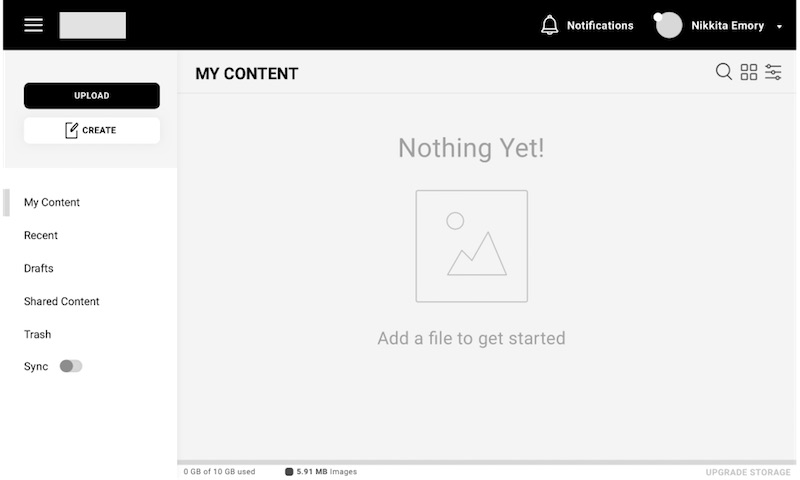 Notifications
Nikkita Emory
UPLOAD
CREATE
My Content
Recent
Drafts
Shared Content
Trash
Sync
MY CONTENT
Nothing Yet!
Add a file to get started
0 GB of 10 GB used
5.91 MB Images
UPGRADE STORAGE